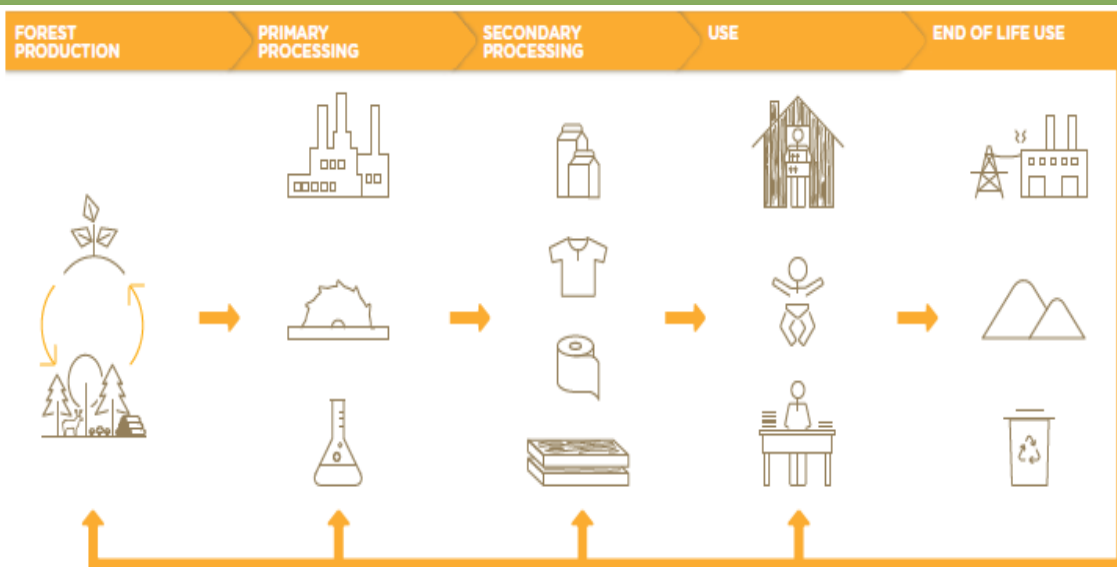 FOREST
PRODUCTION
PRIMARY
PROCESSING
SECONDARY
PROCESSING
USE
END OF LIFE USE